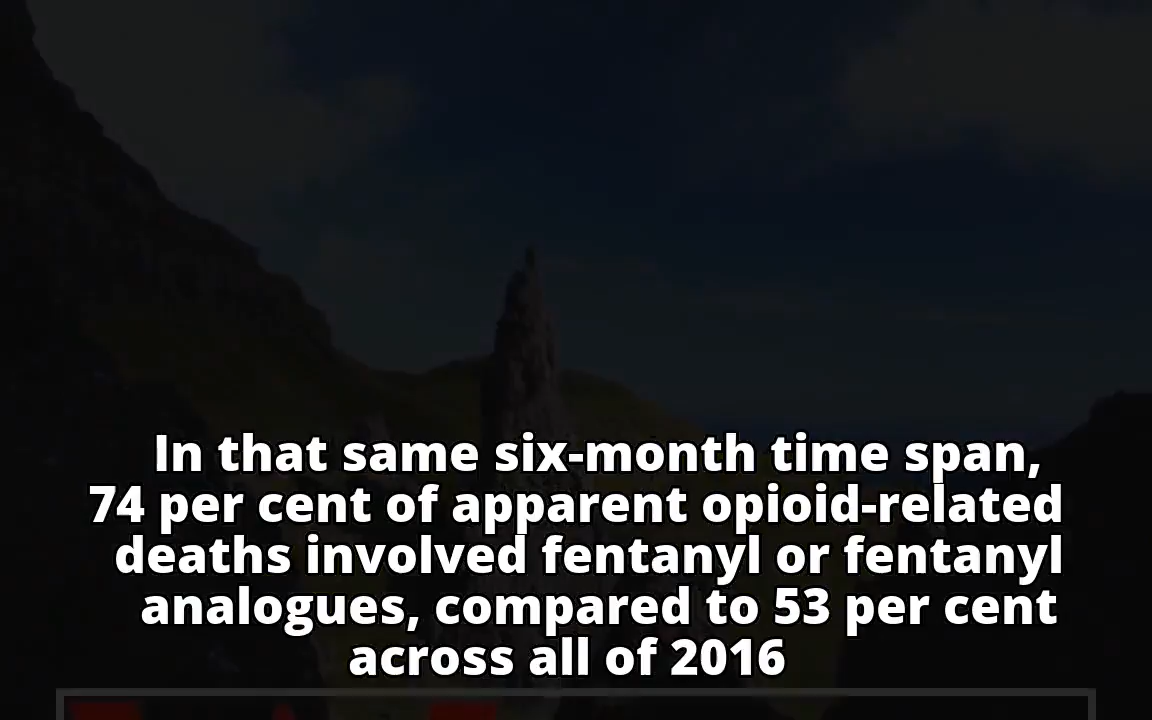 In that same six-month time span,
74 per cent of apparent opioid-related
deaths involved fentanyl or fentanyl
analogues, compared to 53 per cent
across all of 2016